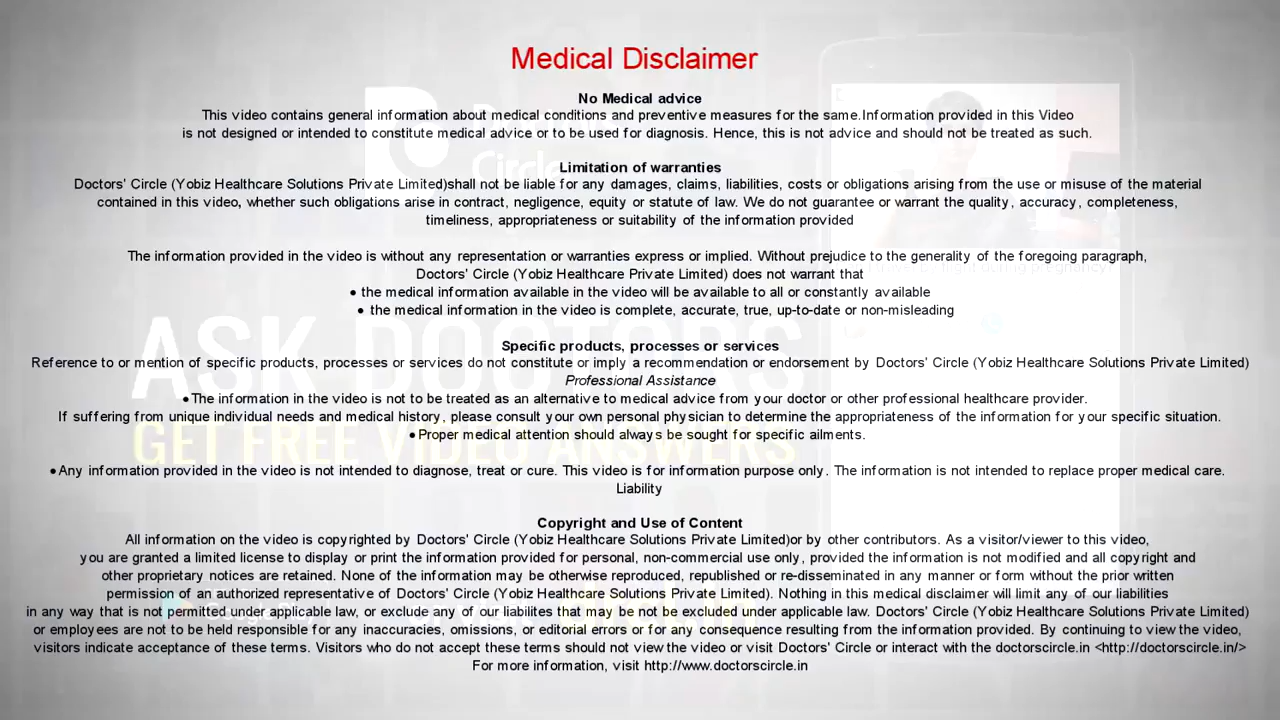 Medical Disclaimer
No Medical advice
This video contains general information about medical conditions and preventive measures for the same.Information provided in this Video
is not designed or intended to constitute medical advice or to be used for diagnosis. Hence, this is not advice and should not be treated as such.
Limitation of warranties
Doctors' Circle (Yobiz Healthcare Solutions Private Limited)shall not be liable for any damages, claims, liabilities, costs or obligations arising from the use or misuse of the material
contained in this video, whether such obligations arise in contract, negligence, equity or statute of law. We do not guarantee or warrant the quality, accuracy, completeness,
timeliness, appropriateness or suitability of the information provided
The information provided in the video is without any representation or warranties express or implied. Without prejudice to the generality of the foregoing paragraph,
Doctors' Circle (Yobiz Healthcare Private Limited) does not warrant that
• the medical information available in the video will be available to all or constantly available
• the medical information in the video is complete, accurate, true, up-to-date or non-misleading
Specific products, processes or services
Reference to or mention of specific products, processes or services do not constitute or imply a recommendation or endorsement by Doctors' Circle (Yobiz Healthcare Solutions Private Limited)
Professional Assistance
•The information in the video is not to be treated as an alternative to medical advice from your doctor or other professional healthcare provider.
If suffering from unique individual needs and medical history, please consult your own personal physician to determine the appropriateness of the information for your specific situation.
•Proper medical attention should always be sought for specific ailments.
•Any information provided in the video is not intended to diagnose, treat or cure. This video is for information purpose only. The information is not intended to replace proper medical care.
Liability
Copyright and Use of Content
All information on the video is copyrighted by Doctors' Circle (Yobiz Healthcare Solutions Private Limited)or by other contributors. As a visitor/viewer to this video,
you are granted a limited license to display or print the information provided for personal, non-commercial use only, provided the information is not modified and all copyright and
other proprietary notices are retained. None of the information may be otherwise reproduced, republished or re-disseminated in any manner or form without the prior written
permission of an authorized representative of Doctors' Circle (Yobiz Healthcare Solutions Private Limited). Nothing in this medical disclaimer will limit any of our liabilities
in any way that is not permitted under applicable law, or exclude any of our liabilites that may be not be excluded under applicable law. Doctors' Circle (Yobiz Healthcare Solutions Private Limited)
or employees are not to be held responsible for any inaccuracies, omissions, or editorial errors or for any consequence resulting from the information provided. By continuing to view the video,
visitors indicate acceptance of these terms. Visitors who do not accept these terms should not view the video or visit Doctors' Circle or interact with the doctorscircle.in <http://doctorscircle.in/>
For more information, visit http://www.doctorscircle.in
ASK DOCTORS
GET FREE VIDEO ANSWERS
Circle